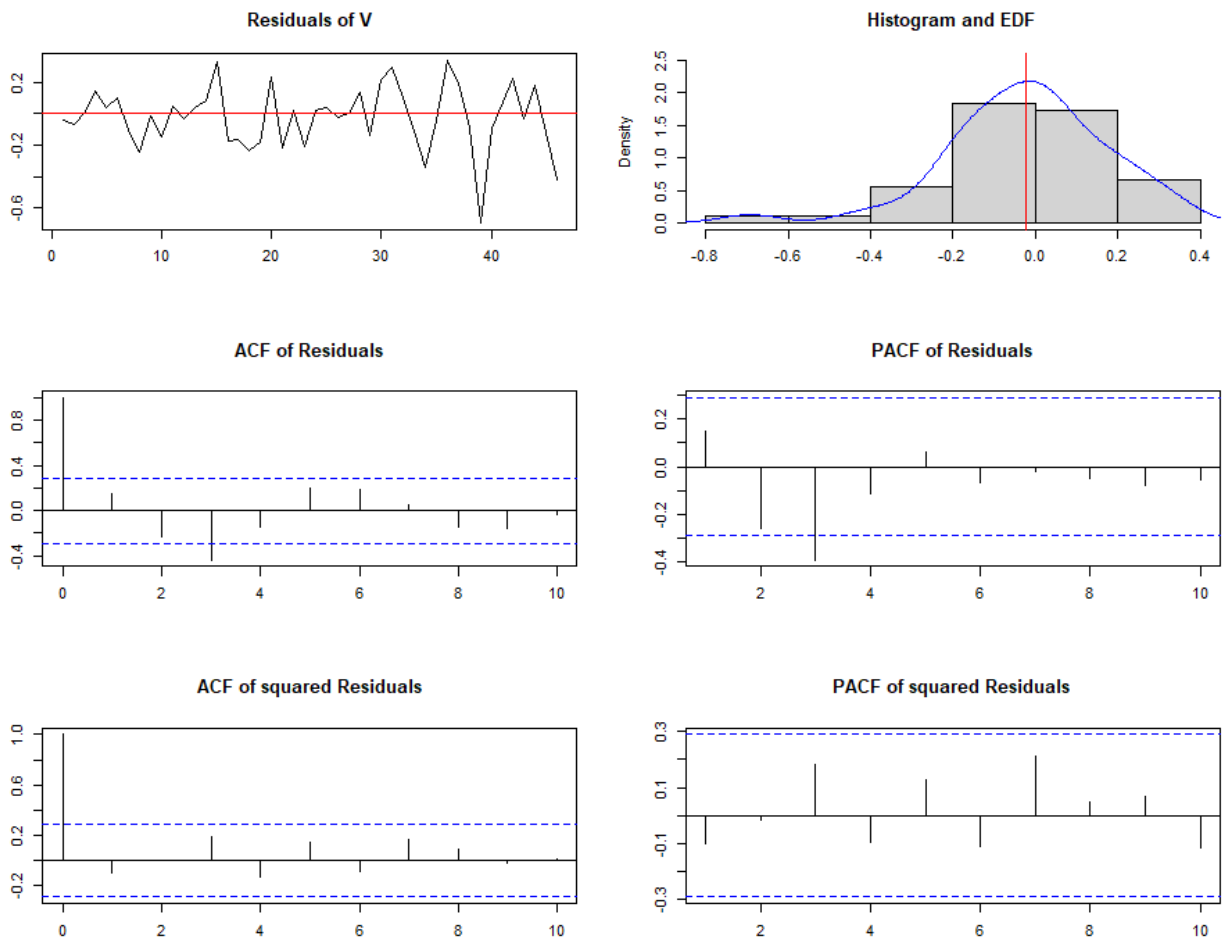 Residuals of V
0.2
-0.2
-0.6
0 10 20 30 40
Histogram and EDF
Density
2.5
2.0
1.5
1.0
0.5
0.0
-0.8 -0.6 -0.4 -0.2 0.0 0.2 0.4
ACF of Residuals
0.8
0.4
0.0
-0.4
0 2 4 6 8 10
PACF of Residuals
0.2
0.0
-0.2
-0.4
2 4 6 8 10
ACF of squared Residuals
1.0
0.6
0.2
-0.2
0 2 4 6 8 10
PACF of squared Residuals
0.3
0.1
-0.1
-0.3
2 4 6 8 10